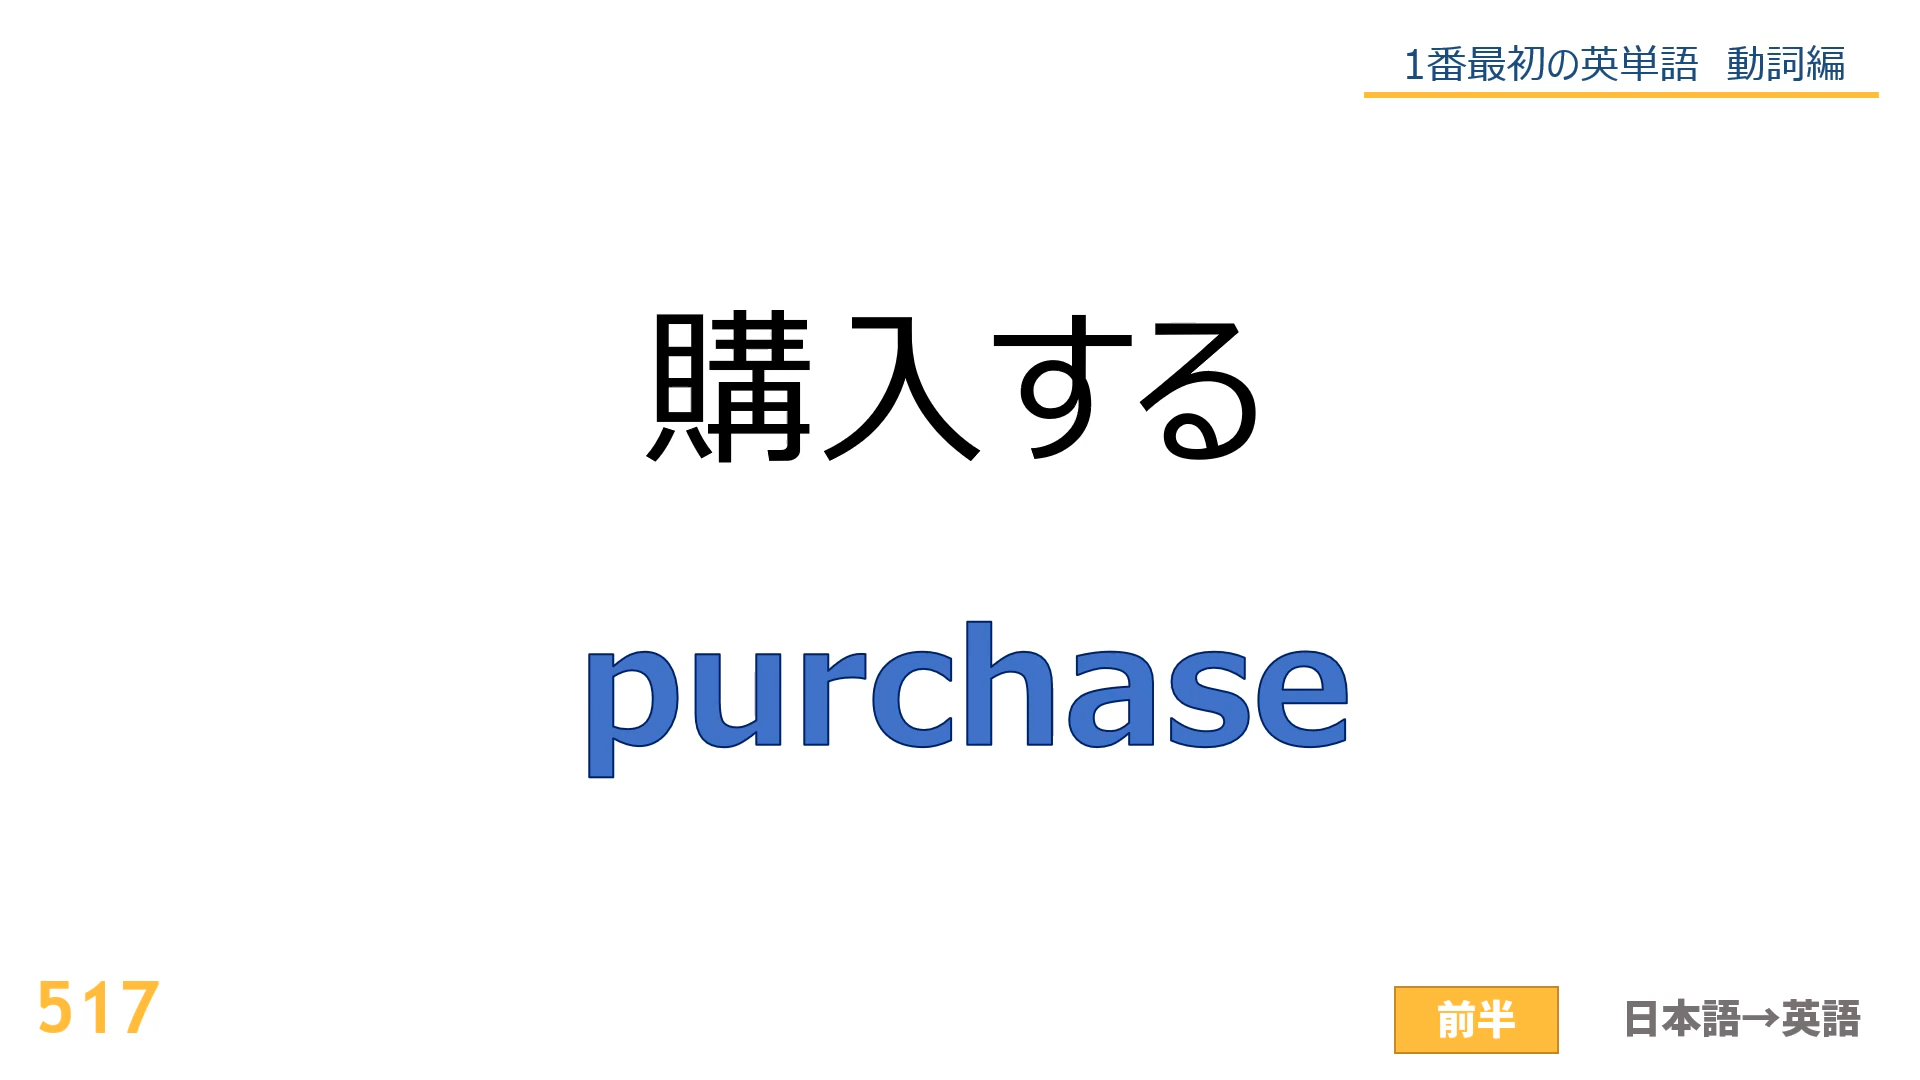 1番最初の英単語 動詞編
購入する
purchase
517
前半
日本語→英語